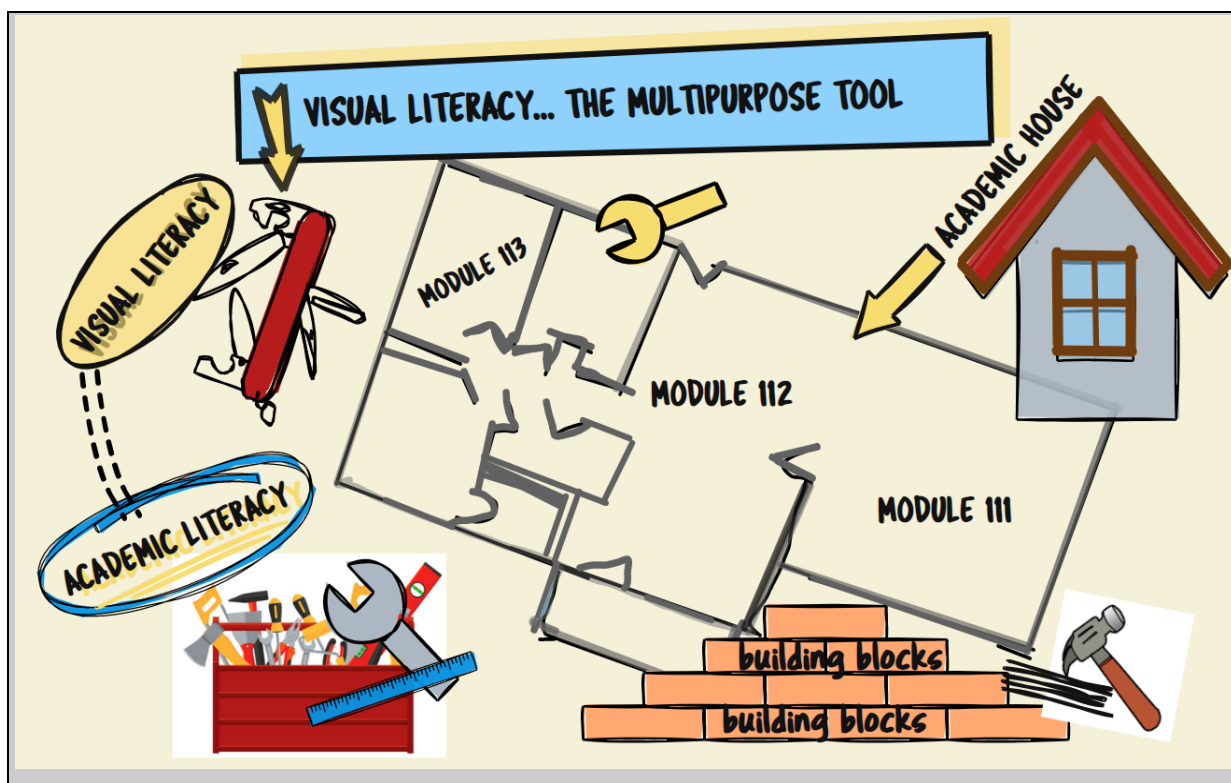 VISUAL LITERACY... THE MULTIPURPOSE TOOL
ACADEMIC HOUSE
VISUAL LITERACY
MODULE 113
MODULE 112
MODULE 111
ACADEMIC LITERACY
building blocks
building blocks